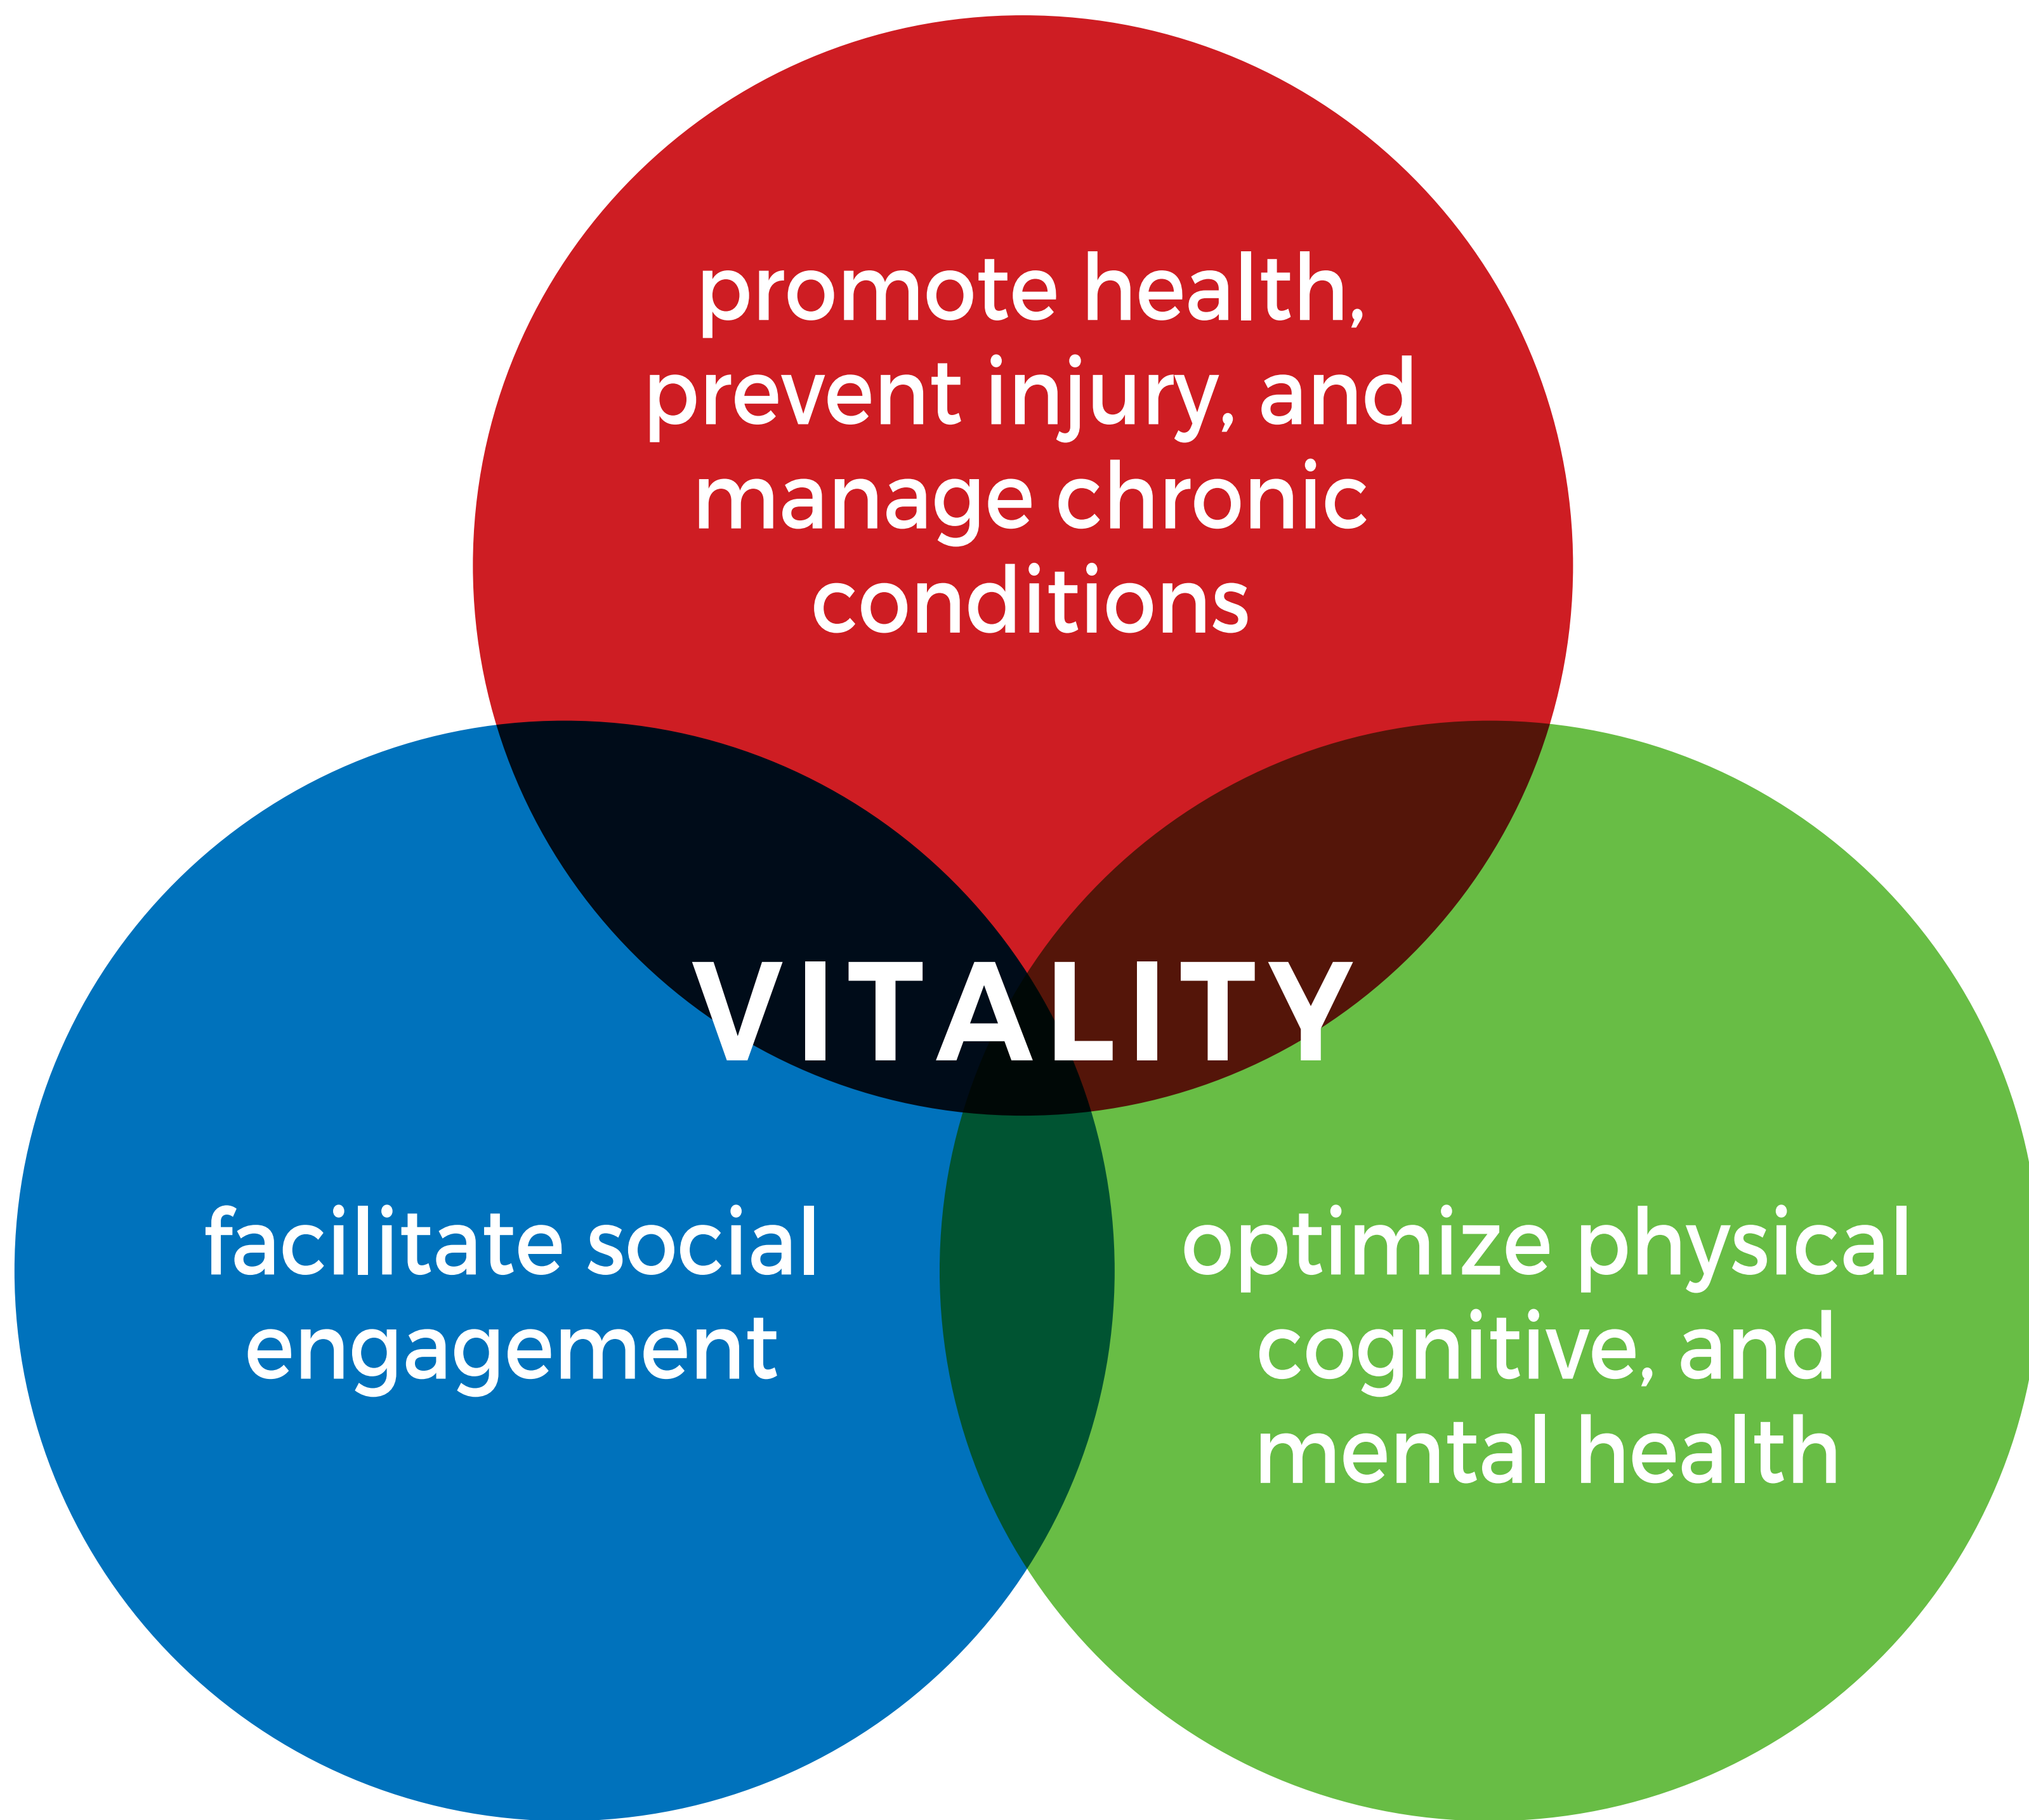 promote health,
prevent injury, and
manage chronic
conditions
VITALITY
facilitate social
engagement
optimize physical
cognitive, and
mental health